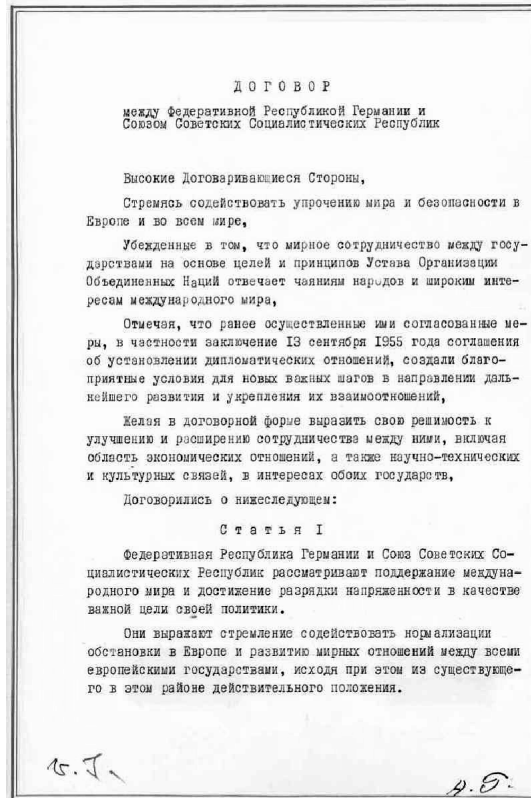 ДОГОВОР
между Федеративной Республикой Германии и
Союзом Советских Социалистических Республик
Высокие Договаривающиеся Стороны,
Стремясь содействовать упрочению мира и безопасности в
Европе и во всем мире,
Убежденные в том, что мирное сотрудничество между госу-
дарствами на основе целей и принципов Устава Организации
Объединенных Наций отвечает чаяниям народов и широким инте-
ресам международного мира,
Отмечая, что ранее осуществленные ими согласованные ме-
ры, в частности заключение 13 сентября 1955 года соглашения
об установлении дипломатических отношений, создали благо-
приятные условия для новых важных шагов в направлении даль-
нейшего развития и укрепления их взаимоотношений,
Желая в договорной форме выразить свою решимость к
улучшению и расширению сотрудничества между ними, включая
область экономических отношений, а также научно-технических
и культурных связей, в интересах обоих государств,
Договорились о нижеследующем:
Статья I
Федеративная Республика Германии и Союз Советских Со-
циалистических Республик рассматривают поддержание междуна-
родного мира и достижение разрядки напряженности в качестве
важной цели своей политики.
Они выражают стремление содействовать нормализации
обстановки в Европе и развитию мирных отношений между всеми
европейскими государствами, исходя при этом из существующе-
го в этом районе действительного положения.